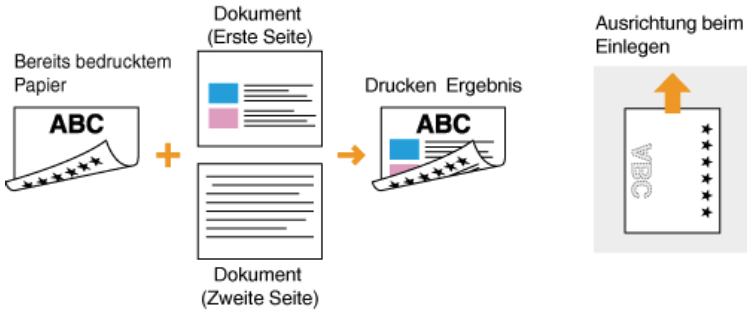 Bereits bedrucktem
Papier
ABC
Dokument
(Erste Seite)
Dokument
(Zweite Seite)
Drucken Ergebnis
ABC
Ausrichtung beim
Einlegen
ABC